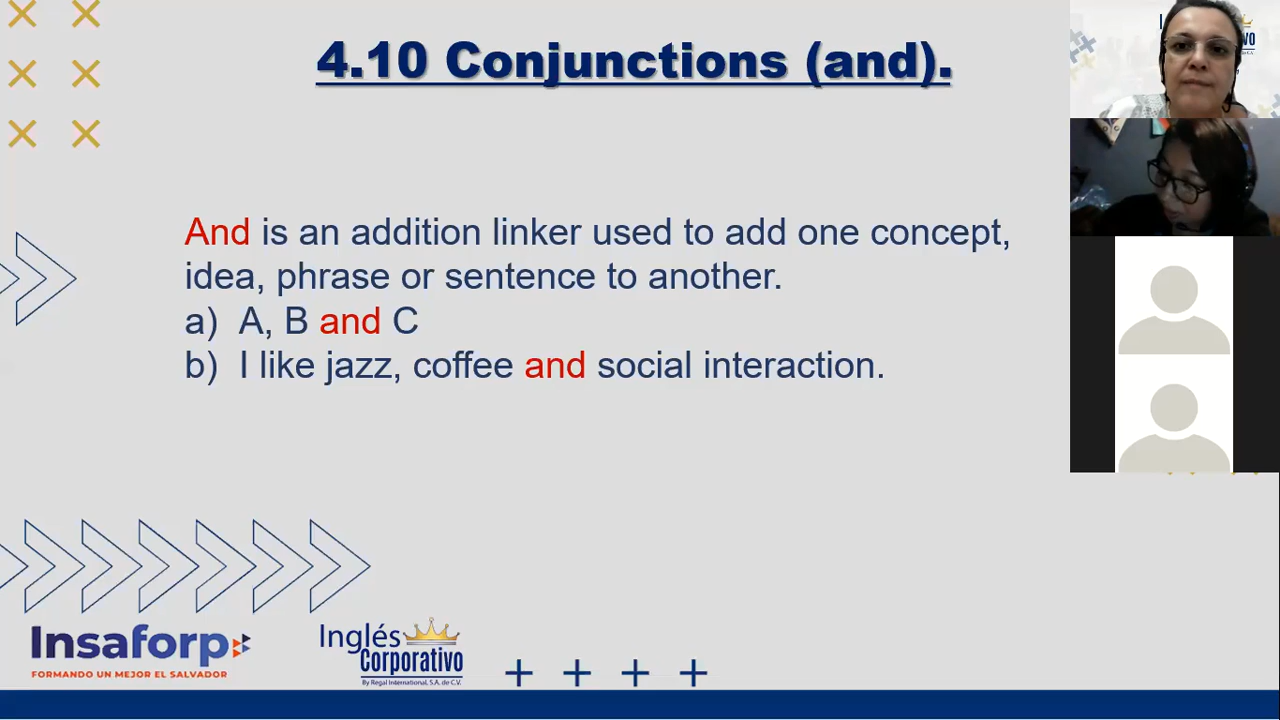 4.10 Conjunctions (and).
And is an addition linker used to add one concept,
idea, phrase or sentence to another.
a) A, B and C
b) I like jazz, coffee and social interaction.
Insaforp
FORMANDO UN MEJOR EL SALVADOR
Inglés
Corporativo
By Regal International, S.A. de C.V.